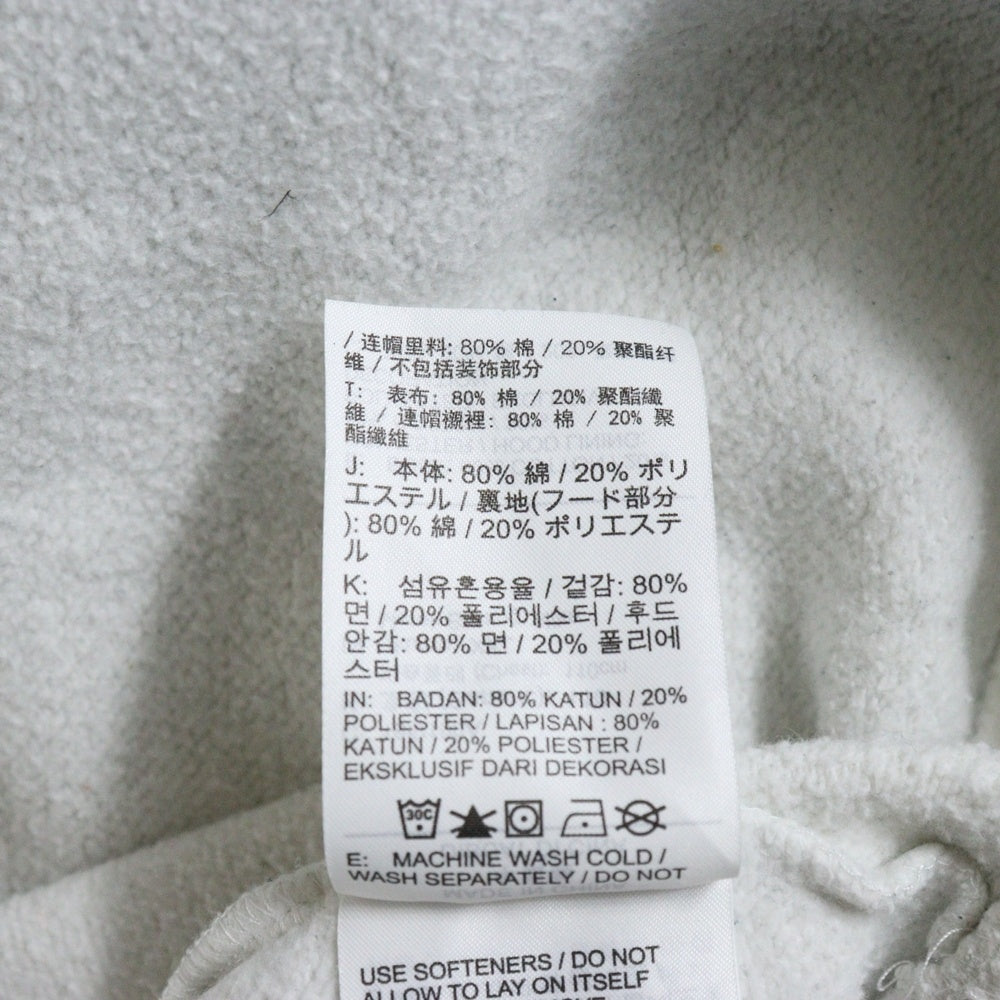 / 连帽里料: 80% 棉 / 20% 聚酯纤
维 / 不包括装饰部分
T: 表布: 80% 棉 / 20% 聚酯纖
維 / 連帽襯裡: 80% 棉 / 20% 聚
酯纖維
J: 本体: 80% 綿 / 20% ポリ
エステル / 裏地(フード部分
): 80% 綿 / 20% ポリエステ
ル
K: 섬유혼용율 / 겉감: 80%
면 / 20% 폴리에스터 / 후드
안감: 80% 면 / 20% 폴리에
스터
IN: BADAN: 80% KATUN / 20%
POLIESTER / LAPISAN : 80%
KATUN / 20% POLIESTER /
EKSKLUSIF DARI DEKORASI
30C
E: MACHINE WASH COLD /
WASH SEPARATELY / DO NOT
USE SOFTENERS / DO NOT
ALLOW TO LAY ON ITSELF